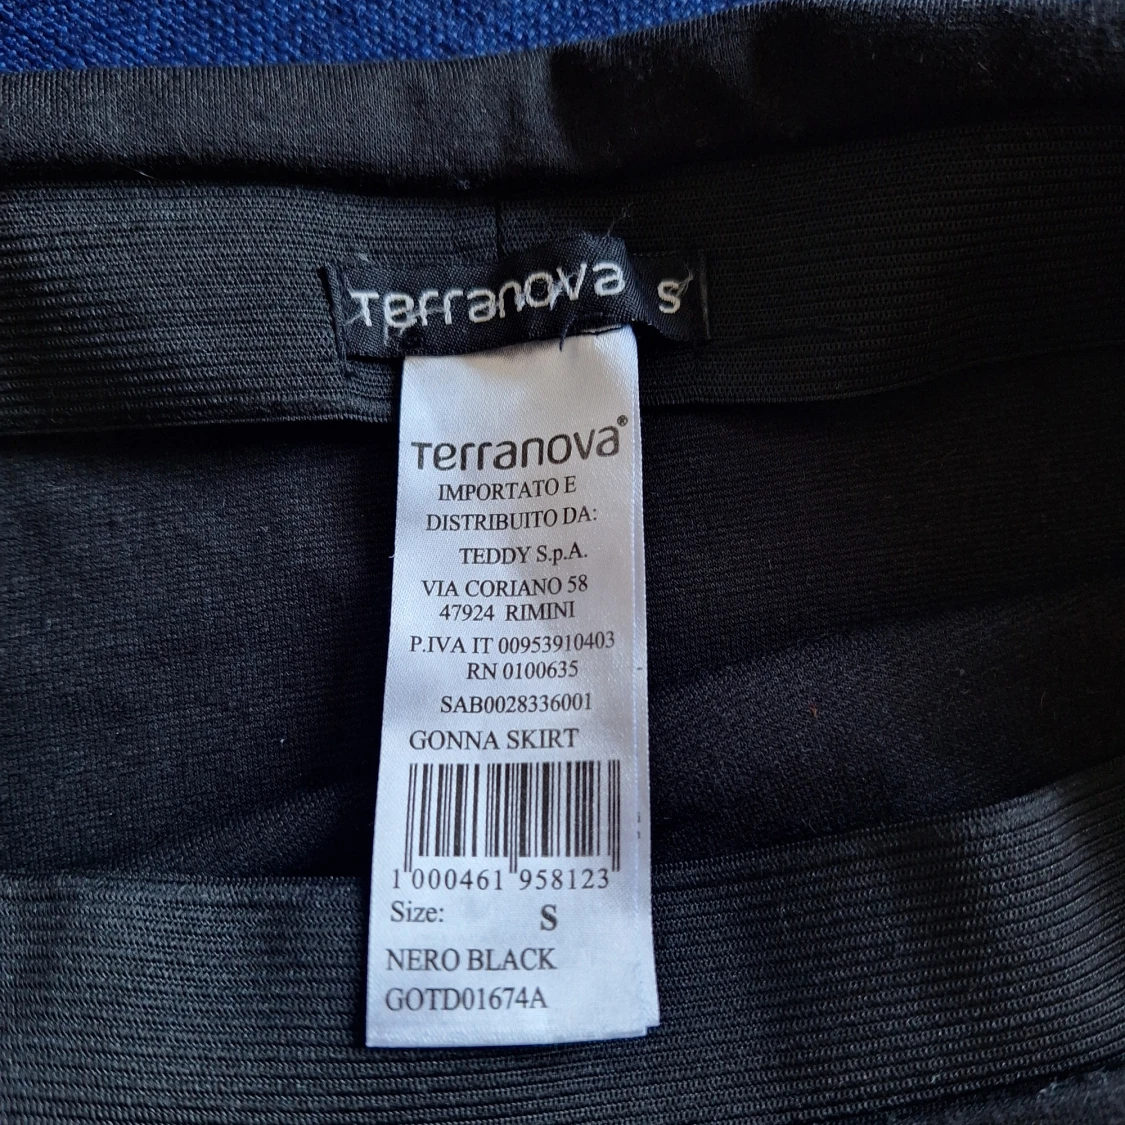 Terranova S
Terranova®
IMPORTATO E
DISTRIBUITO DA:
TEDDY S.p.A.
VIA CORIANO 58
47924 RIMINI
P.IVA IT 00953910403
RN 0100635
SAB0028336001
GONNA SKIRT
1 000461 958123
Size: S
NERO BLACK
GOTD01674A